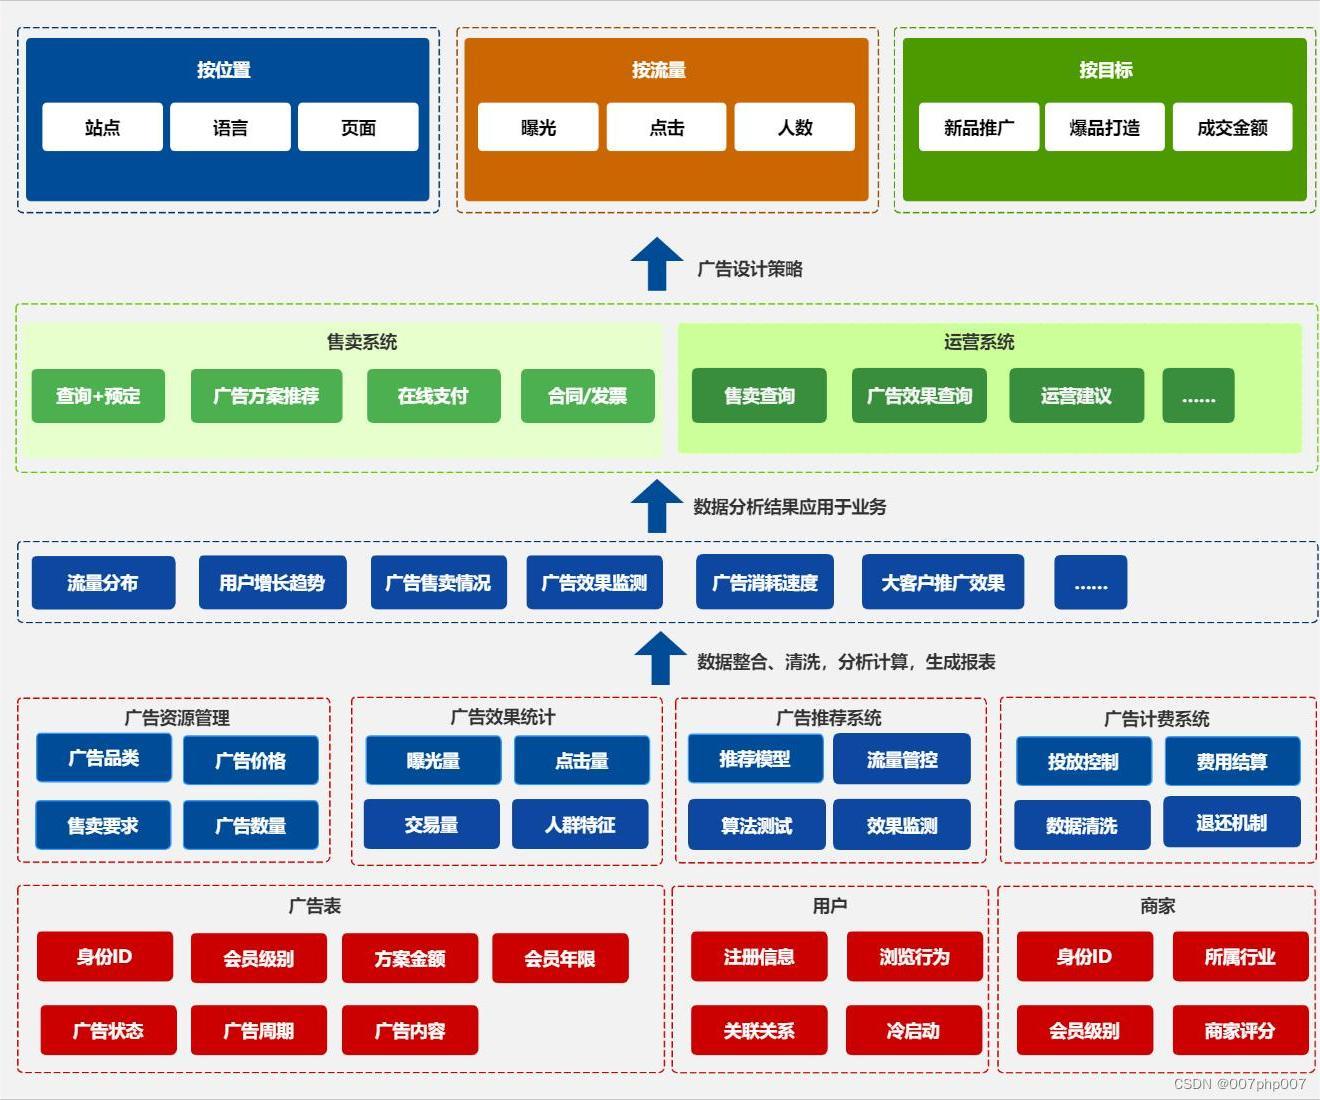 按位置
站点
语言
页面
按流量
曝光
点击
人数
按目标
新品推广
爆品打造
成交金额
广告设计策略
售卖系统
查询+预定
广告方案推荐
在线支付
合同/发票
运营系统
售卖查询
广告效果查询
运营建议
......
数据分析结果应用于业务
流量分布
用户增长趋势
广告售卖情况
广告效果监测
广告消耗速度
大客户推广效果
......
数据整合、清洗，分析计算，生成报表
广告资源管理
广告品类
广告价格
售卖要求
广告数量
广告效果统计
曝光量
点击量
交易量
人群特征
广告推荐系统
推荐模型
流量管控
算法测试
效果监测
广告计费系统
投放控制
费用结算
数据清洗
退还机制
广告表
身份ID
会员级别
方案金额
会员年限
广告状态
广告周期
广告内容
用户
注册信息
浏览行为
关联关系
冷启动
商家
身份ID
所属行业
会员级别
商家评分
CSDN @007php007